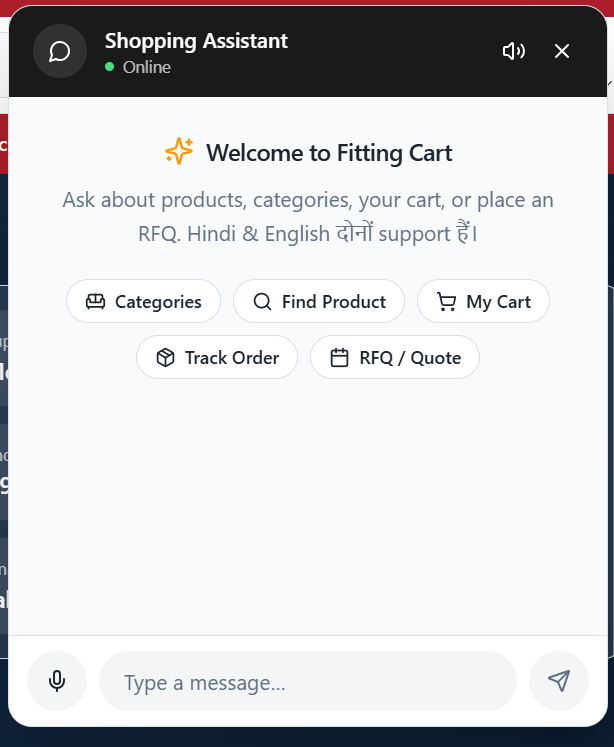 Shopping Assistant
Online
Welcome to Fitting Cart
Ask about products, categories, your cart, or place an
RFQ. Hindi & English दोनों support हैं।
Categories
Find Product
My Cart
Track Order
RFQ / Quote
Type a message...